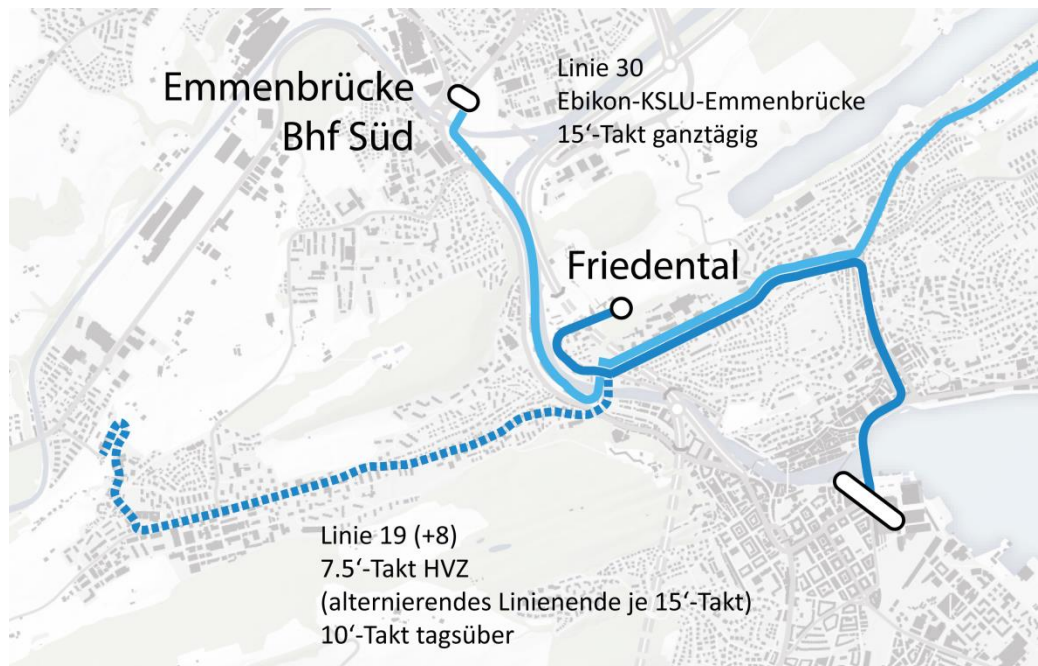 Emmenbrücke
Bhf Süd
Linie 30
Ebikon-KSLU-Emmenbrücke
15‘-Takt ganztägig
Friedental
Linie 19 (+8)
7.5‘-Takt HVZ
(alternierendes Linienende je 15‘-Takt)
10‘-Takt tagsüber